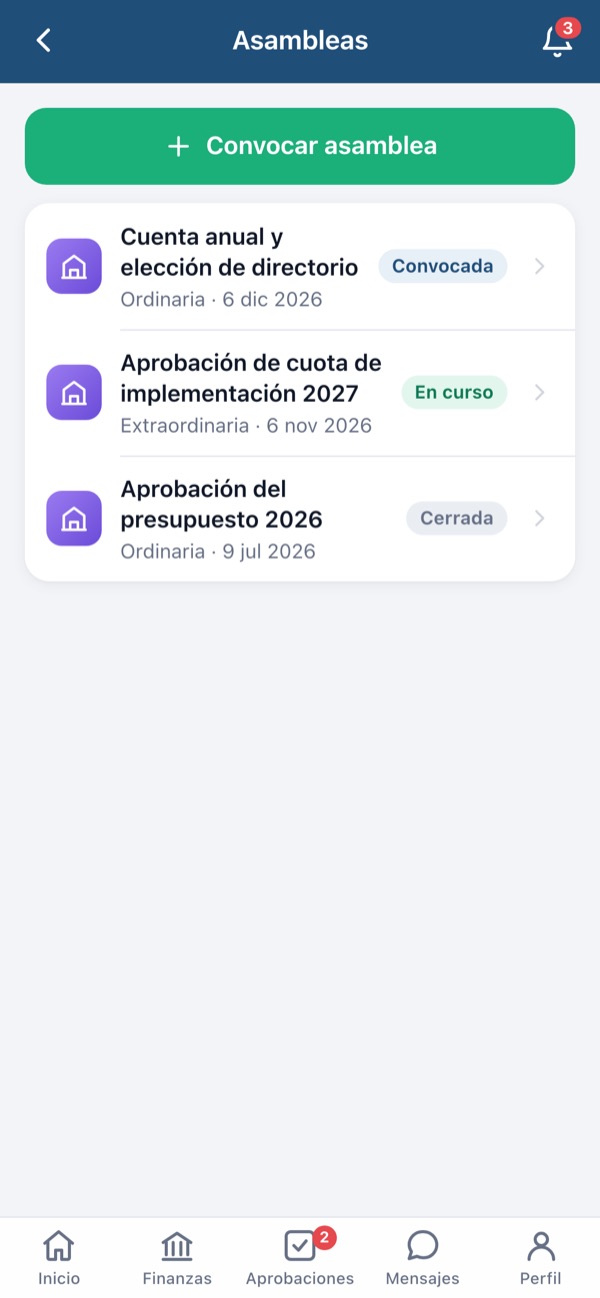 Asambleas
3
+ Convocar asamblea
Cuenta anual y
elección de directorio
Convocada
Ordinaria · 6 dic 2026
Aprobación de cuota de
implementación 2027
En curso
Extraordinaria · 6 nov 2026
Aprobación del
presupuesto 2026
Cerrada
Ordinaria · 9 jul 2026
2
Inicio
Finanzas
Aprobaciones
Mensajes
Perfil